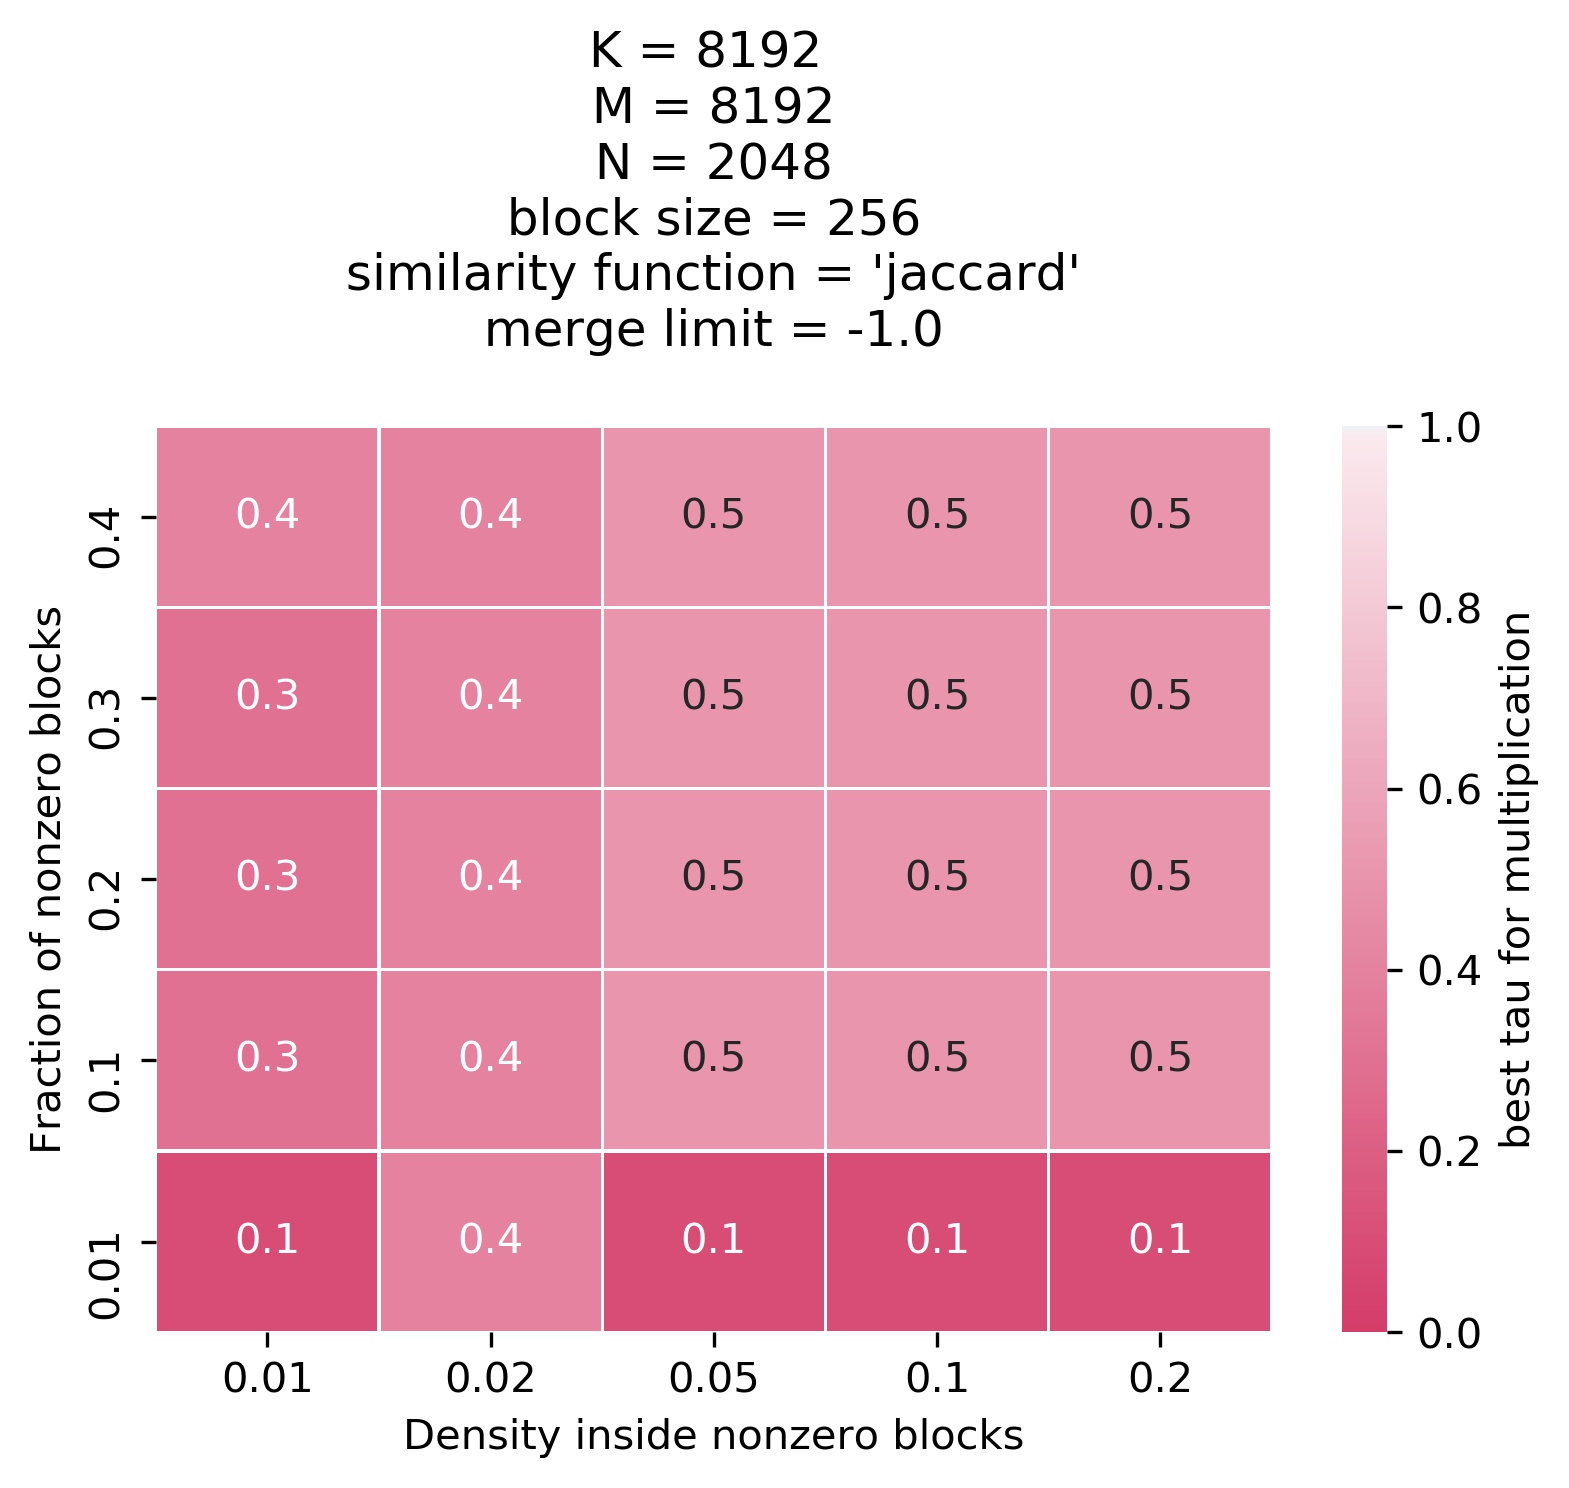 K = 8192
M = 8192
N = 2048
block size = 256
similarity function = 'jaccard'
merge limit = -1.0
Fraction of nonzero blocks
0.4
0.4 0.4 0.5 0.5 0.5
0.3
0.3 0.4 0.5 0.5 0.5
0.2
0.3 0.4 0.5 0.5 0.5
0.1
0.3 0.4 0.5 0.5 0.5
0.01
0.1 0.4 0.1 0.1 0.1
0.01 0.02 0.05 0.1 0.2
Density inside nonzero blocks
1.0
0.8
0.6
0.4
0.2
0.0
best tau for multiplication